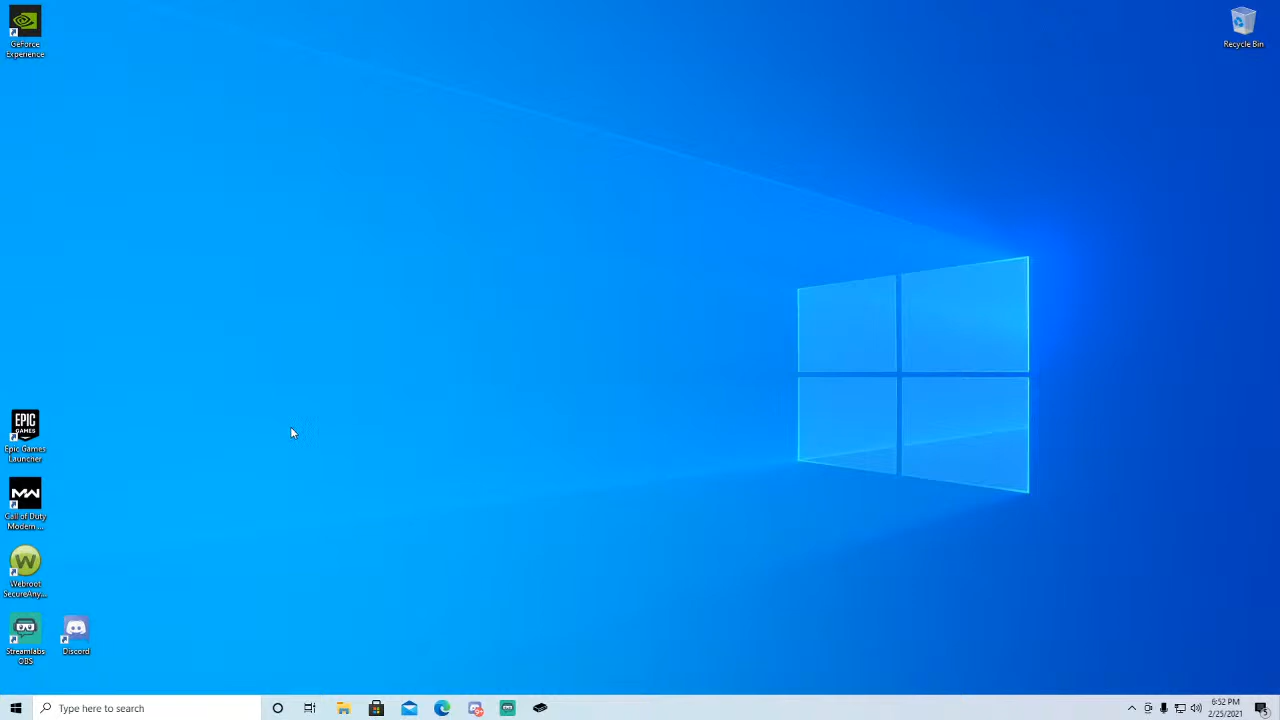 GeForce
Experience
Recycle Bin
EPIC
GAMES
Epic Games
Launcher
MW
Call of Duty
Modern ...
W
Webroot
SecureAny...
Streamlabs
OBS
Discord
Type here to search
6:52 PM
2/25/2021
5